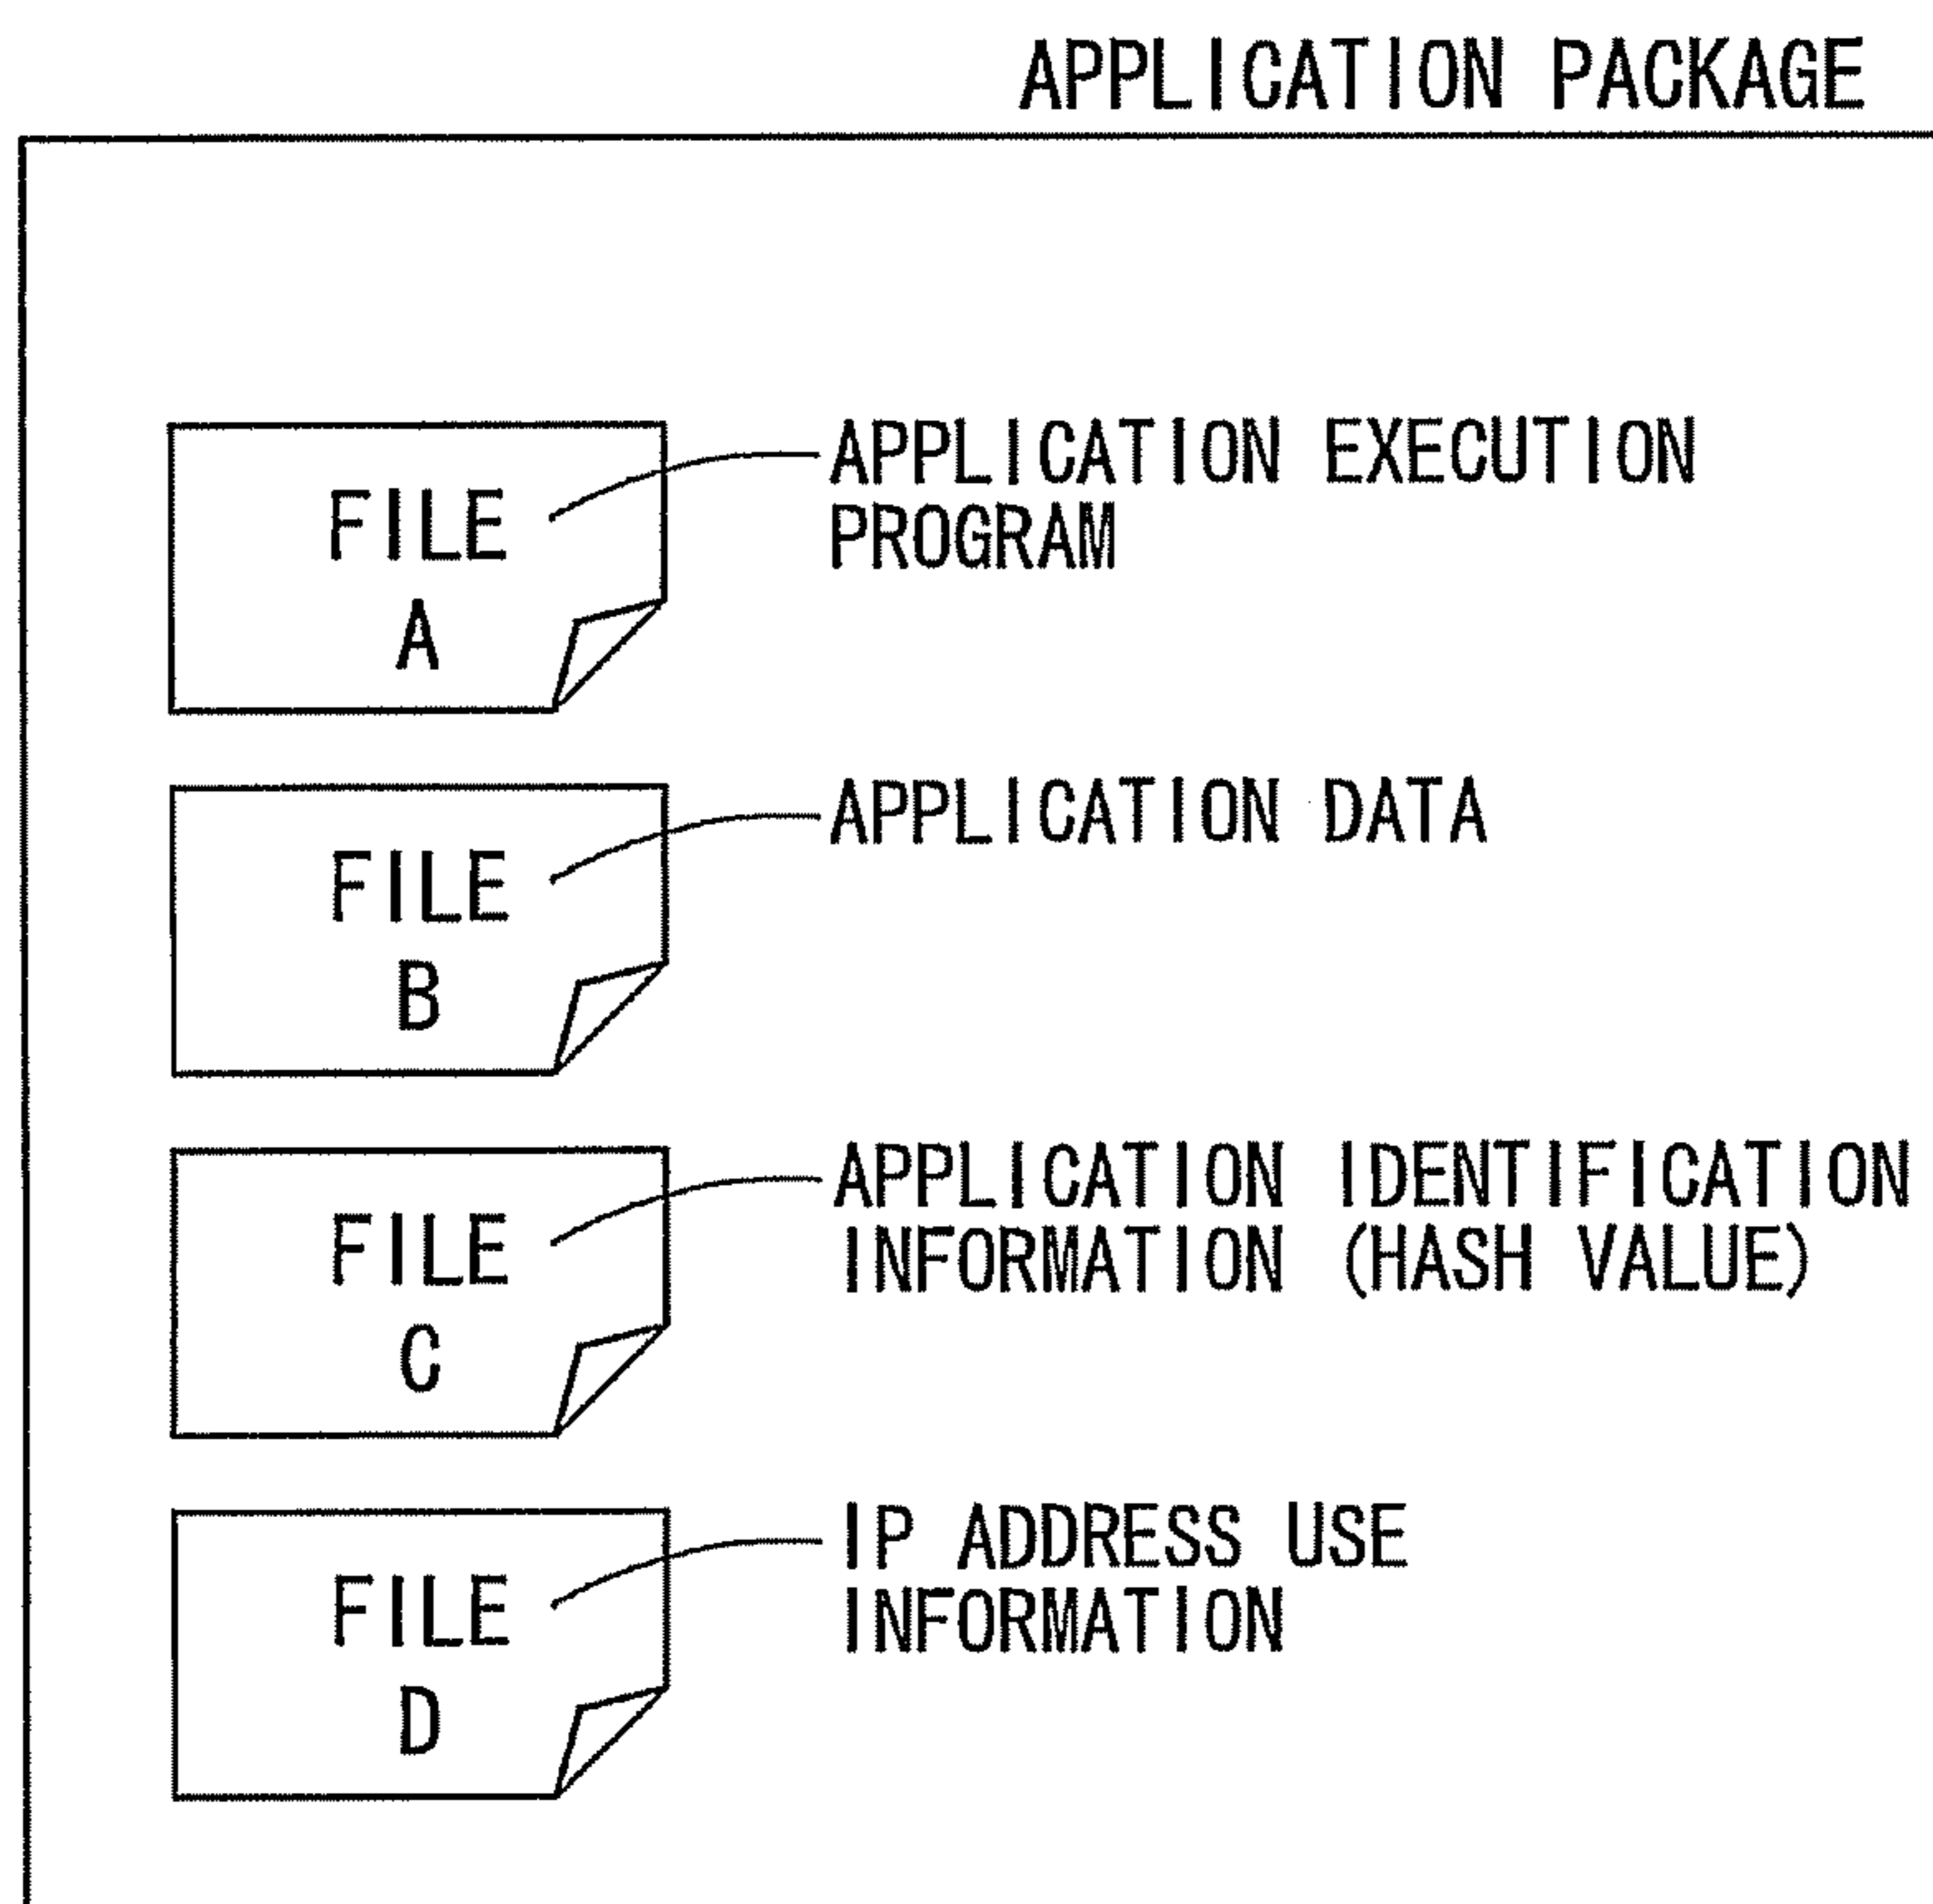 APPLICATION PACKAGE
FILE
A
APPLICATION EXECUTION
PROGRAM
FILE
B
APPLICATION DATA
FILE
C
APPLICATION IDENTIFICATION
INFORMATION (HASH VALUE)
FILE
D
IP ADDRESS USE
INFORMATION